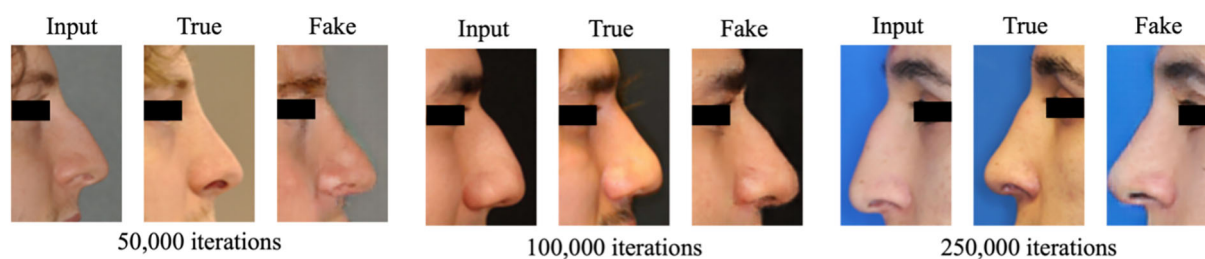 Input True Fake Input True Fake Input True Fake
50,000 iterations 100,000 iterations 250,000 iterations